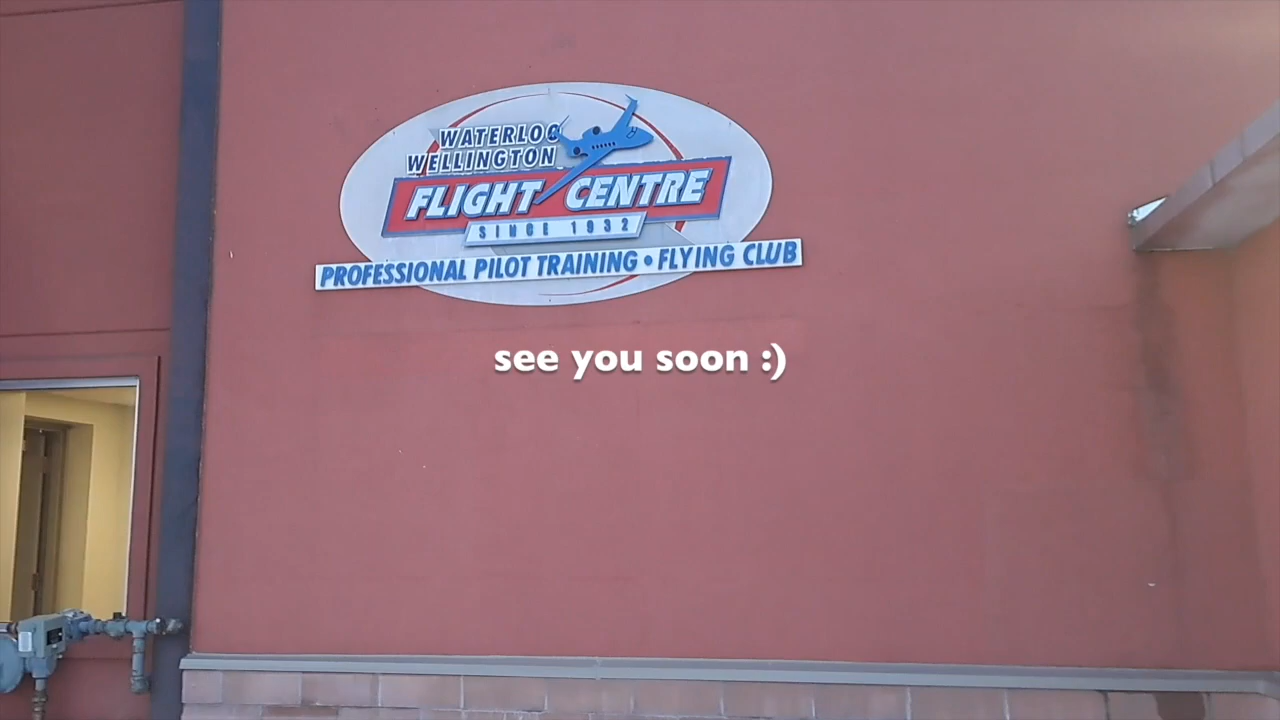 WATERLOO
WELLINGTON
FLIGHT CENTRE
SINCE 1932
PROFESSIONAL PILOT TRAINING • FLYING CLUB
see you soon :)